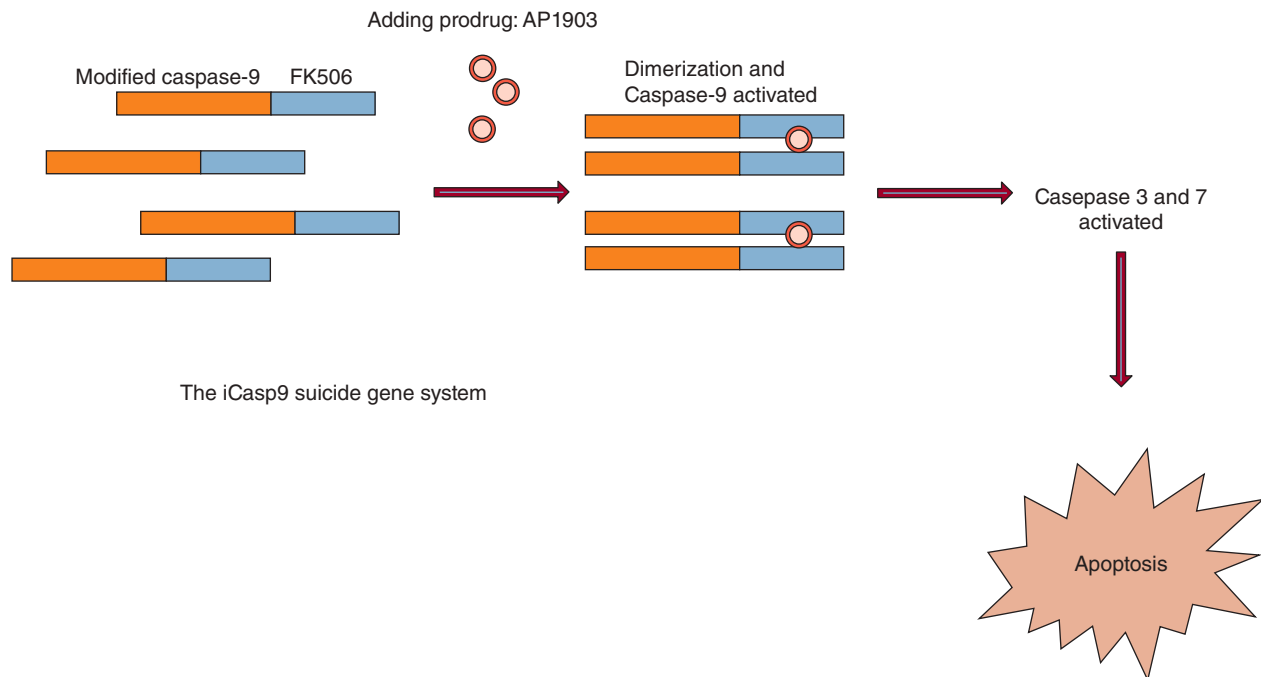 Adding prodrug: AP1903
Modified caspase-9
FK506
Dimerization and
Caspase-9 activated
Casepase 3 and 7
activated
The iCasp9 suicide gene system
Apoptosis